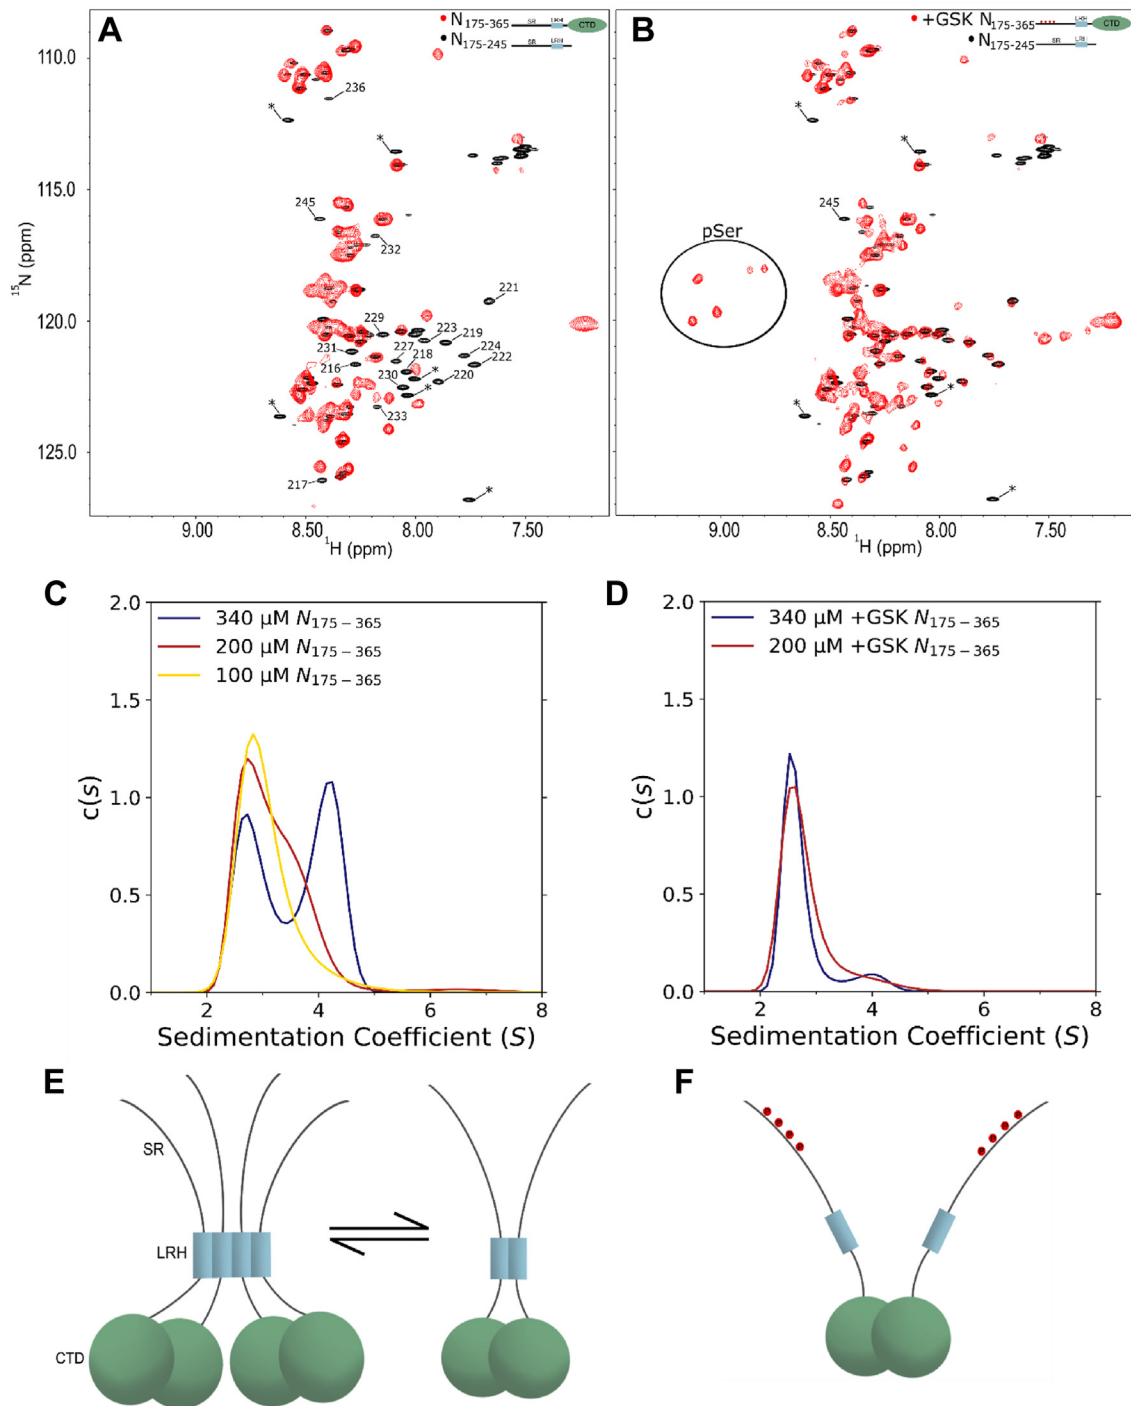 A
N175-365
N175-245
SR
LRH
CTD
SR
LRH
110.0
115.0
120.0
125.0
15N (ppm)
*
236
*
245
232
221
229
223
219
231
227
218
224
216
222
230
*
220
*
*
233
217
*
9.00
8.50
8.00
7.50
1H (ppm)
B
+GSK N175-365
N175-245
LRH
CTD
SR
*
*
245
pSer
*
*
*
9.00
8.50
8.00
7.50
1H (ppm)
C
2.0
1.5
1.0
0.5
0.0
c(s)
340 µM N175−365
200 µM N175−365
100 µM N175−365
2
4
6
8
Sedimentation Coefficient (S)
D
2.0
1.5
1.0
0.5
0.0
c(s)
340 µM +GSK N175−365
200 µM +GSK N175−365
2
4
6
8
Sedimentation Coefficient (S)
E
SR
LRH
CTD
F